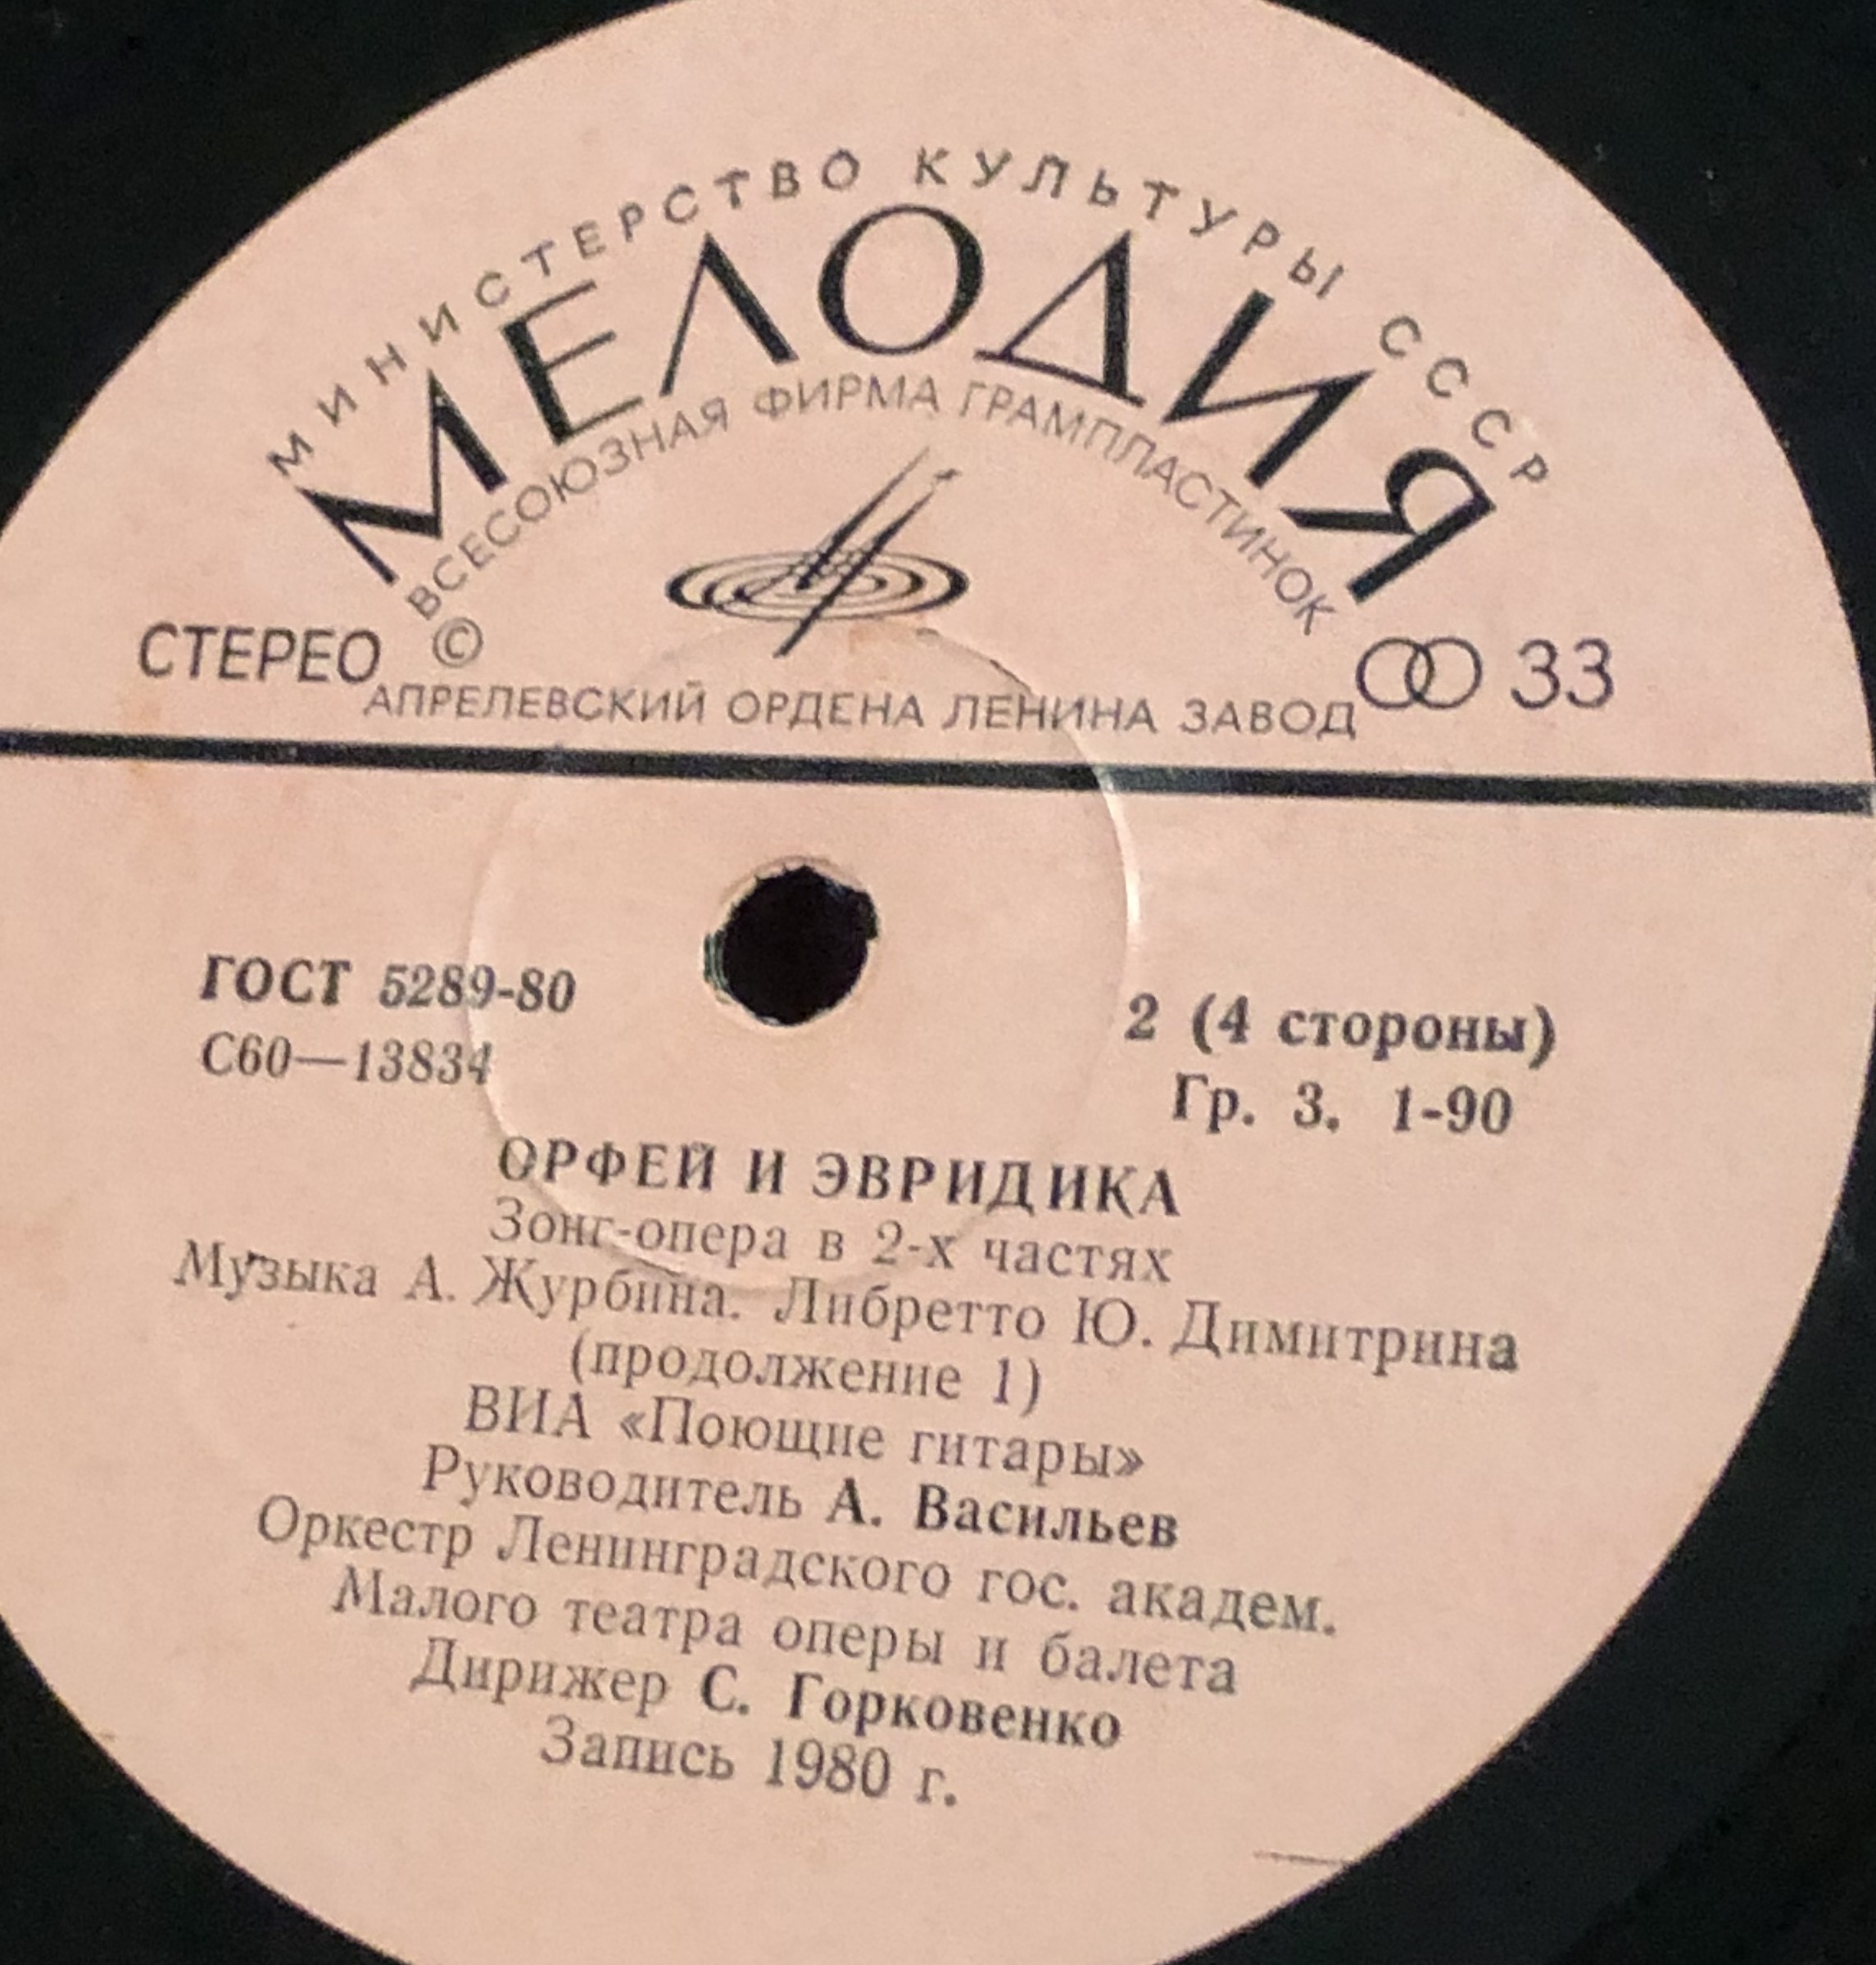 МИНИСТЕРСТВО КУЛЬТУРЫ СССР
МЕЛОДИЯ
ВСЕСОЮЗНАЯ ФИРМА ГРАМПЛАСТИНОК
СТЕРЕО © 33
АПРЕЛЕВСКИЙ ОРДЕНА ЛЕНИНА ЗАВОД
ГОСТ 5289-80
С60—13834
2 (4 стороны)
Гр. 3. 1-90
ОРФЕЙ И ЭВРИДИКА
Зонг-опера в 2-х частях
Музыка А. Журбина. Либретто Ю. Димитрина
(продолжение 1)
ВИА «Поющие гитары»
Руководитель А. Васильев
Оркестр Ленинградского гос. академ.
Малого театра оперы и балета
Дирижер С. Горковенко
Запись 1980 г.